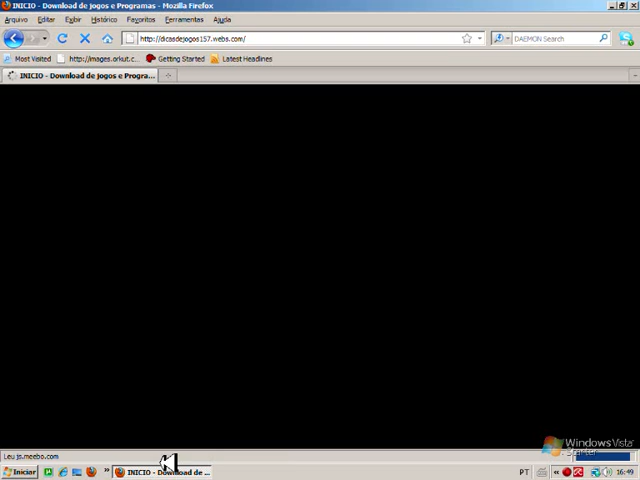 INICIO - Download de jogos e Programas - Mozilla Firefox
Arquivo Editar Exibir Histórico Favoritos Ferramentas Ajuda
http://dicasdejogos157.webs.com/ DAEMON Search
Most Visited http://images.orkut.c... Getting Started Latest Headlines
INICIO - Download de jogos e Progra...
Windows Vista
Starter
Leu js.meebo.com
Iniciar » INICIO - Download de ... PT « 16:49